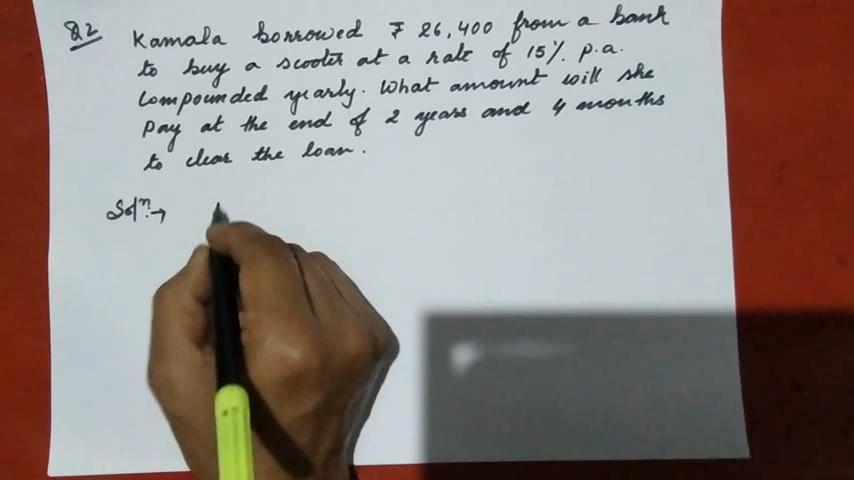 Q2 Kamala borrowed ₹ 26,400 from a bank
to buy a scooter at a rate of 15% p.a.
compounded yearly. What amount will she
pay at the end of 2 years and 4 months
to clear the loan.
Solⁿ:→